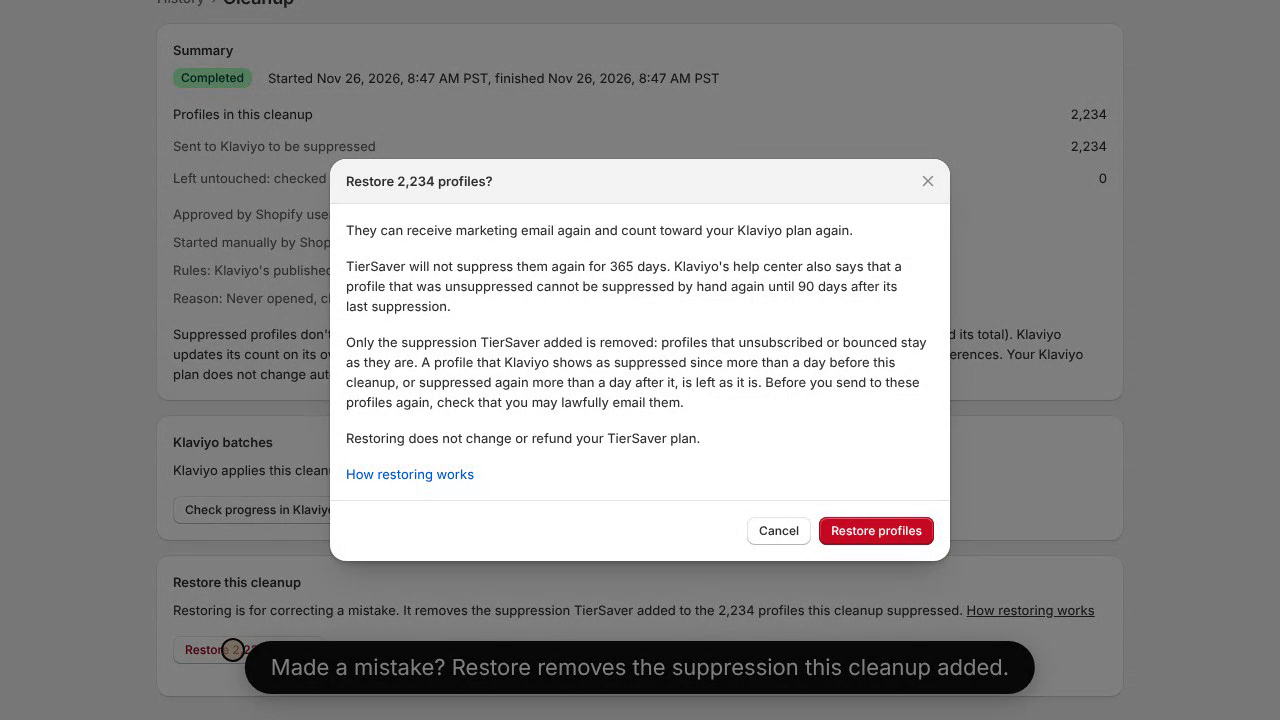 History › Cleanup
Summary
Completed Started Nov 26, 2026, 8:47 AM PST, finished Nov 26, 2026, 8:47 AM PST
Profiles in this cleanup 2,234
Sent to Klaviyo to be suppressed 2,234
Left untouched: checked 0
Approved by Shopify use
Started manually by Shop
Rules: Klaviyo's published
Reason: Never opened, cl
Suppressed profiles don't d its total). Klaviyo
updates its count on its ov erences. Your Klaviyo
plan does not change aut
Klaviyo batches
Klaviyo applies this clean
Check progress in Klaviyo
Restore this cleanup
Restoring is for correcting a mistake. It removes the suppression TierSaver added to the 2,234 profiles this cleanup suppressed. How restoring works
Restore 2,23
Restore 2,234 profiles?
They can receive marketing email again and count toward your Klaviyo plan again.
TierSaver will not suppress them again for 365 days. Klaviyo's help center also says that a
profile that was unsuppressed cannot be suppressed by hand again until 90 days after its
last suppression.
Only the suppression TierSaver added is removed: profiles that unsubscribed or bounced stay
as they are. A profile that Klaviyo shows as suppressed since more than a day before this
cleanup, or suppressed again more than a day after it, is left as it is. Before you send to these
profiles again, check that you may lawfully email them.
Restoring does not change or refund your TierSaver plan.
How restoring works
Cancel Restore profiles
Made a mistake? Restore removes the suppression this cleanup added.